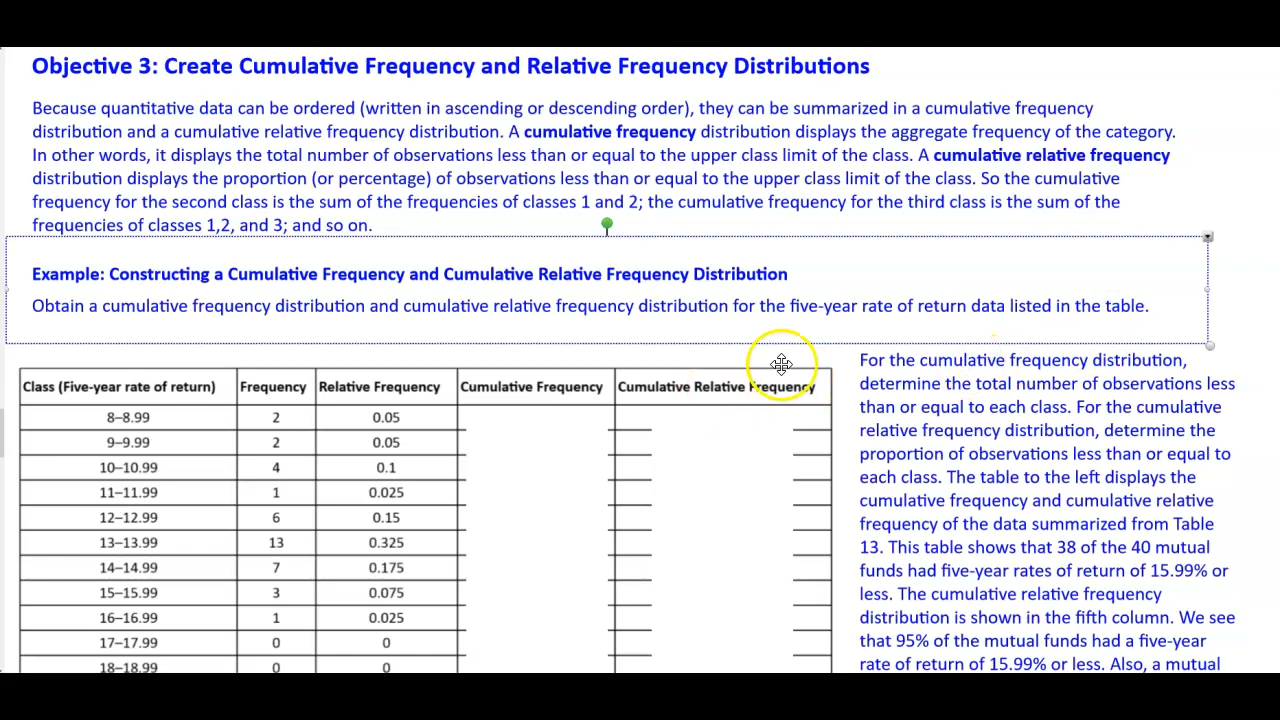 Objective 3: Create Cumulative Frequency and Relative Frequency Distributions
Because quantitative data can be ordered (written in ascending or descending order), they can be summarized in a cumulative frequency
distribution and a cumulative relative frequency distribution. A cumulative frequency distribution displays the aggregate frequency of the category.
In other words, it displays the total number of observations less than or equal to the upper class limit of the class. A cumulative relative frequency
distribution displays the proportion (or percentage) of observations less than or equal to the upper class limit of the class. So the cumulative
frequency for the second class is the sum of the frequencies of classes 1 and 2; the cumulative frequency for the third class is the sum of the
frequencies of classes 1,2, and 3; and so on.
Example: Constructing a Cumulative Frequency and Cumulative Relative Frequency Distribution
Obtain a cumulative frequency distribution and cumulative relative frequency distribution for the five-year rate of return data listed in the table.
Class (Five-year rate of return) Frequency Relative Frequency Cumulative Frequency Cumulative Relative Frequency
8–8.99 2 0.05
9–9.99 2 0.05
10–10.99 4 0.1
11–11.99 1 0.025
12–12.99 6 0.15
13–13.99 13 0.325
14–14.99 7 0.175
15–15.99 3 0.075
16–16.99 1 0.025
17–17.99 0 0
18–18.99 0 0
For the cumulative frequency distribution,
determine the total number of observations less
than or equal to each class. For the cumulative
relative frequency distribution, determine the
proportion of observations less than or equal to
each class. The table to the left displays the
cumulative frequency and cumulative relative
frequency of the data summarized from Table
13. This table shows that 38 of the 40 mutual
funds had five-year rates of return of 15.99% or
less. The cumulative relative frequency
distribution is shown in the fifth column. We see
that 95% of the mutual funds had a five-year
rate of return of 15.99% or less. Also, a mutual